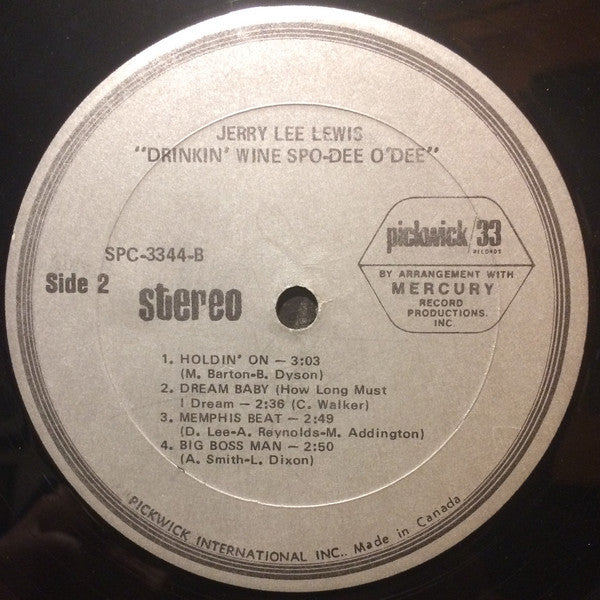 JERRY LEE LEWIS
"DRINKIN' WINE SPO-DEE O'DEE"
pickwick/33
RECORDS
BY ARRANGEMENT WITH
MERCURY
RECORD
PRODUCTIONS.
INC
SPC-3344-B
Side 2
stereo
1. HOLDIN' ON – 3:03
(M. Barton-B. Dyson)
2. DREAM BABY (How Long Must
I Dream – 2:36 (C. Walker)
3. MEMPHIS BEAT – 2:49
(D. Lee-A. Reynolds-M. Addington)
4. BIG BOSS MAN – 2:50
(A. Smith-L. Dixon)
PICKWICK INTERNATIONAL INC.. Made in Canada